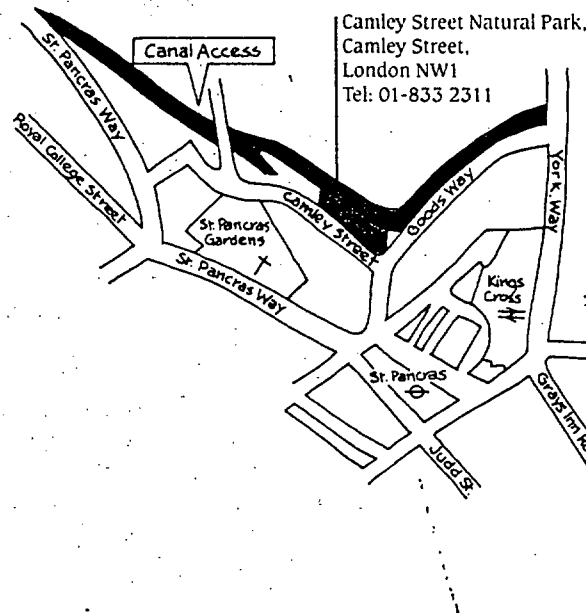 Camley Street Natural Park,
Camley Street,
London NW1
Tel: 01-833 2311
Canal Access
St. Pancras Way
Royal College Street
St. Pancras
Gardens
Camley Street
Goods Way
York Way
St. Pancras Way
Kings
Cross
St. Pancras
Grays Inn
Judd St.